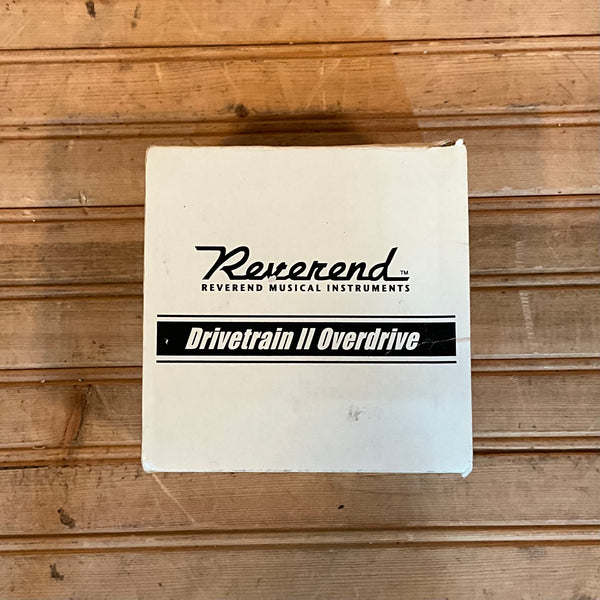 Reverend™
REVEREND MUSICAL INSTRUMENTS
Drivetrain II Overdrive